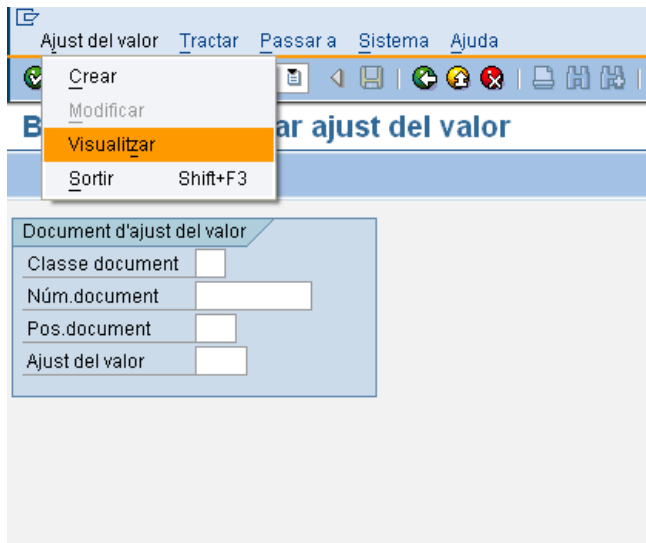 Ajust del valor Tractar Passar a Sistema Ajuda
Crear
Modificar
B ar ajust del valor
Visualitzar
Sortir Shift+F3
Document d'ajust del valor
Classe document
Núm.document
Pos.document
Ajust del valor